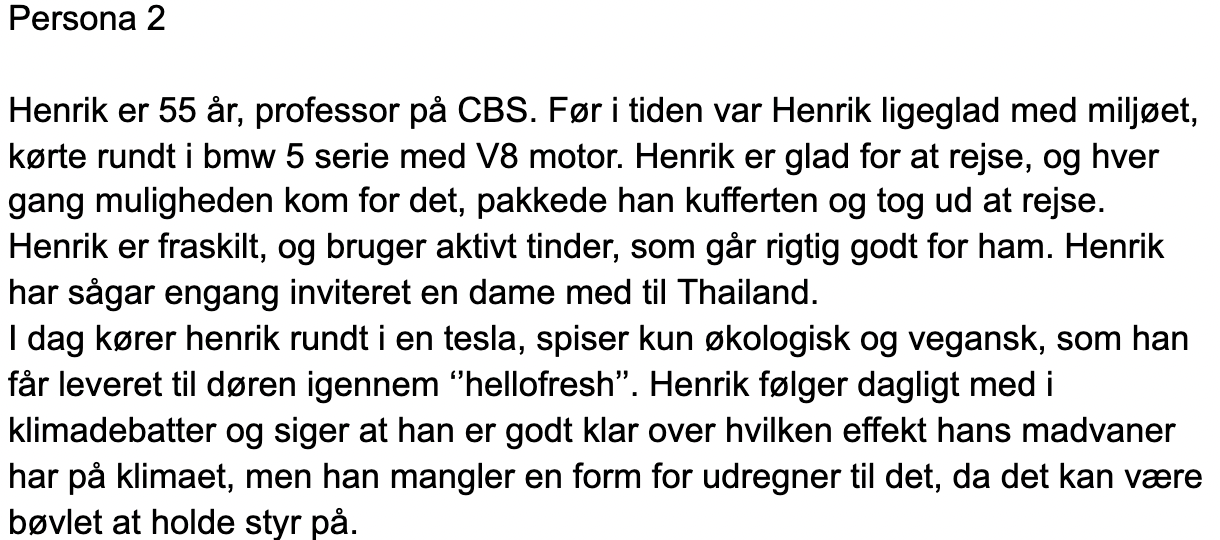 Persona 2
Henrik er 55 år, professor på CBS. Før i tiden var Henrik ligeglad med miljøet,
kørte rundt i bmw 5 serie med V8 motor. Henrik er glad for at rejse, og hver
gang muligheden kom for det, pakkede han kufferten og tog ud at rejse.
Henrik er fraskilt, og bruger aktivt tinder, som går rigtig godt for ham. Henrik
har sågar engang inviteret en dame med til Thailand.
I dag kører henrik rundt i en tesla, spiser kun økologisk og vegansk, som han
får leveret til døren igennem ‘’hellofresh’’. Henrik følger dagligt med i
klimadebatter og siger at han er godt klar over hvilken effekt hans madvaner
har på klimaet, men han mangler en form for udregner til det, da det kan være
bøvlet at holde styr på.